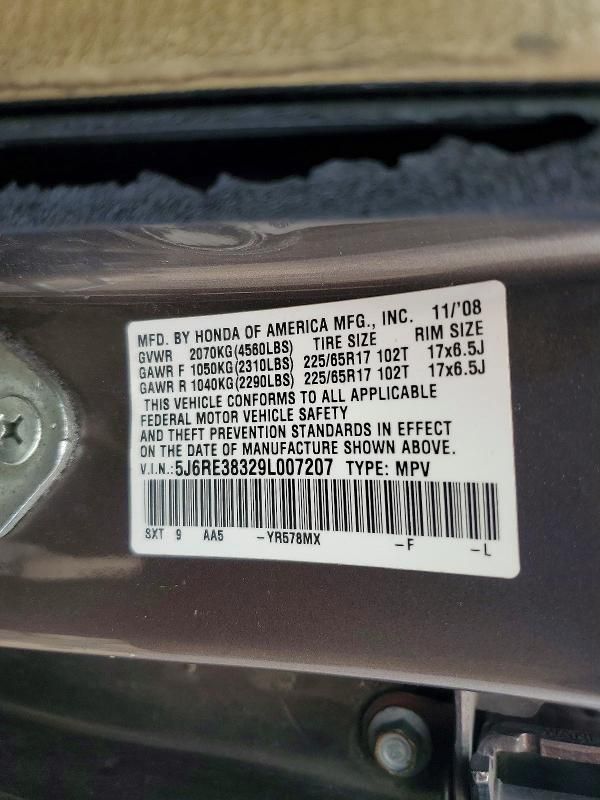 MFD. BY HONDA OF AMERICA MFG., INC. 11/'08
GVWR 2070KG(4560LBS) TIRE SIZE RIM SIZE
GAWR F 1050KG(2310LBS) 225/65R17 102T 17x6.5J
GAWR R 1040KG(2290LBS) 225/65R17 102T 17x6.5J
THIS VEHICLE CONFORMS TO ALL APPLICABLE
FEDERAL MOTOR VEHICLE SAFETY
AND THEFT PREVENTION STANDARDS IN EFFECT
ON THE DATE OF MANUFACTURE SHOWN ABOVE.
V.I.N.:5J6RE38329L007207 TYPE: MPV
SXT 9 AA5 -YR578MX -F -L